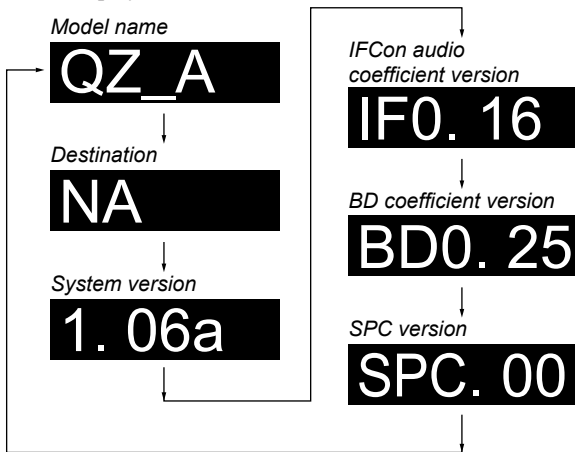 Model name
QZ_A
Destination
NA
System version
1. 06a
IFCon audio
coefficient version
IF0. 16
BD coefficient version
BD0. 25
SPC version
SPC. 00